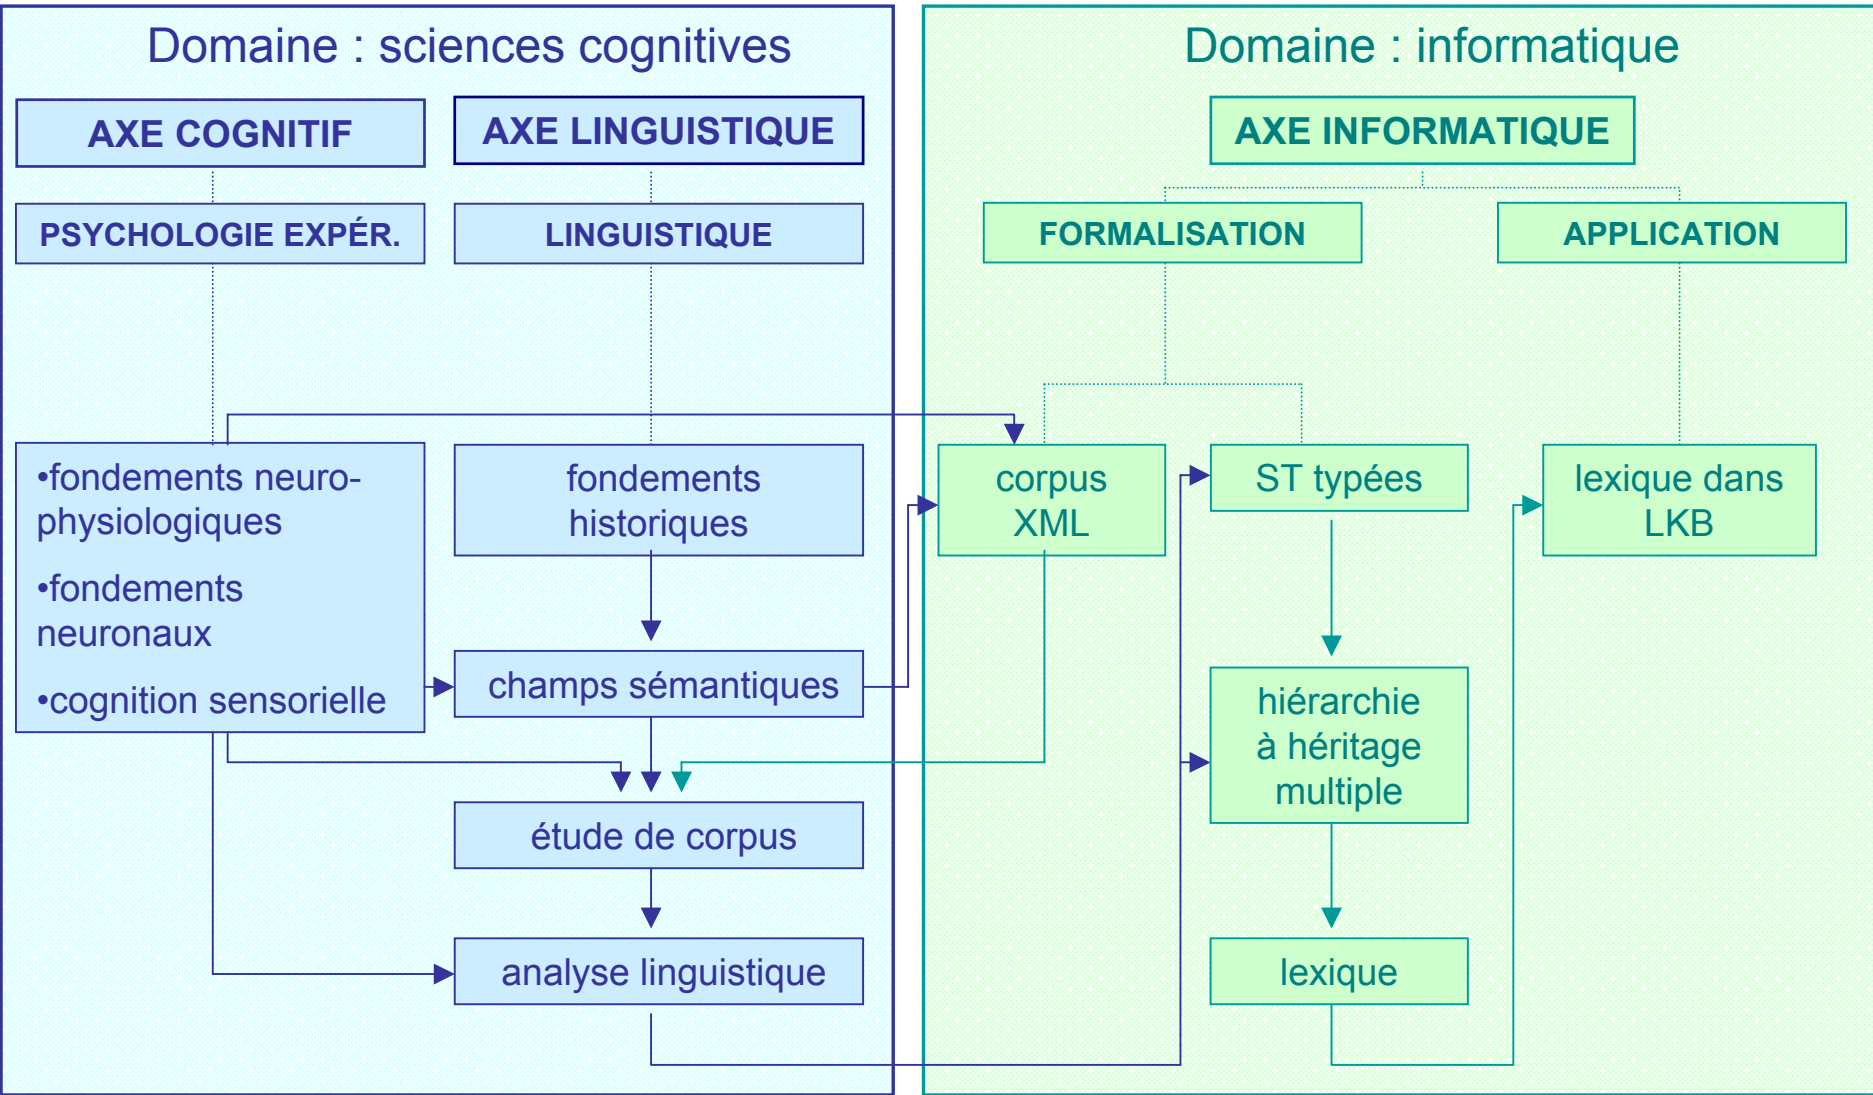 Domaine : sciences cognitives
AXE COGNITIF
AXE LINGUISTIQUE
PSYCHOLOGIE EXPÉR.
LINGUISTIQUE
•fondements neuro-
physiologiques
•fondements
neuronaux
•cognition sensorielle
fondements
historiques
champs sémantiques
étude de corpus
analyse linguistique
Domaine : informatique
AXE INFORMATIQUE
FORMALISATION
APPLICATION
corpus
XML
ST typées
hiérarchie
à héritage
multiple
lexique
lexique dans
LKB